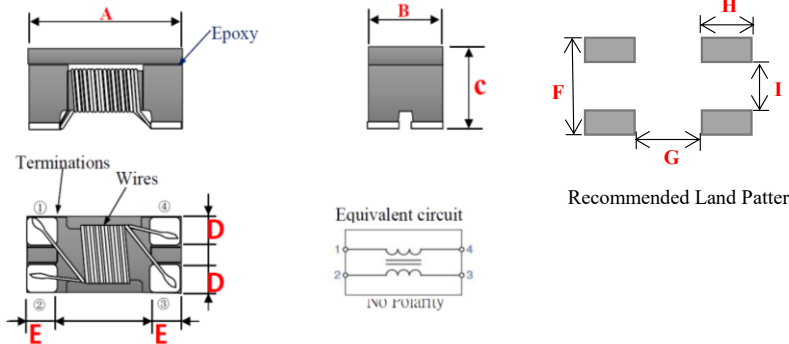 A
Epoxy
B
C
H
F
I
G
Recommended Land Patter
Terminations
Wires
① ④
D
D
② ③
E E
Equivalent circuit
1 4
2 3
No Polarity